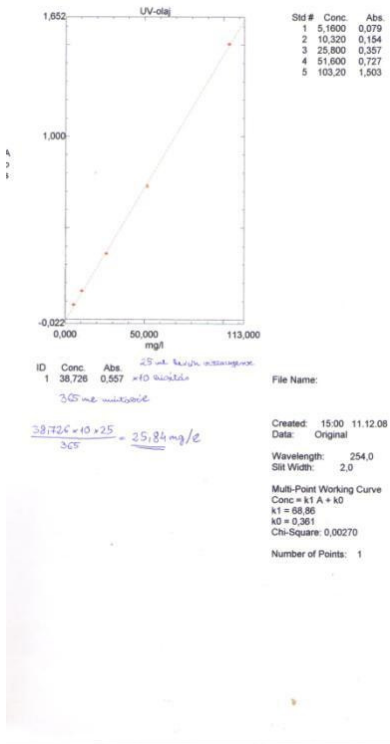 UV-olaj
1,652
1,000
-0,022
0,000 50,000 113,000
mg/l
Std # Conc. Abs.
1 5,1600 0,079
2 10,320 0,154
3 25,800 0,357
4 51,600 0,727
5 103,20 1,503
25 ml
ID Conc. Abs.
1 38,726 0,557 x10
365 ml
38,726 x 10 x 25
365
= 25,84 mg/l
File Name:
Created: 15:00 11.12.08
Data: Original
Wavelength: 254,0
Slit Width: 2,0
Multi-Point Working Curve
Conc = k1 A + k0
k1 = 68,86
k0 = 0,361
Chi-Square: 0,00270
Number of Points: 1